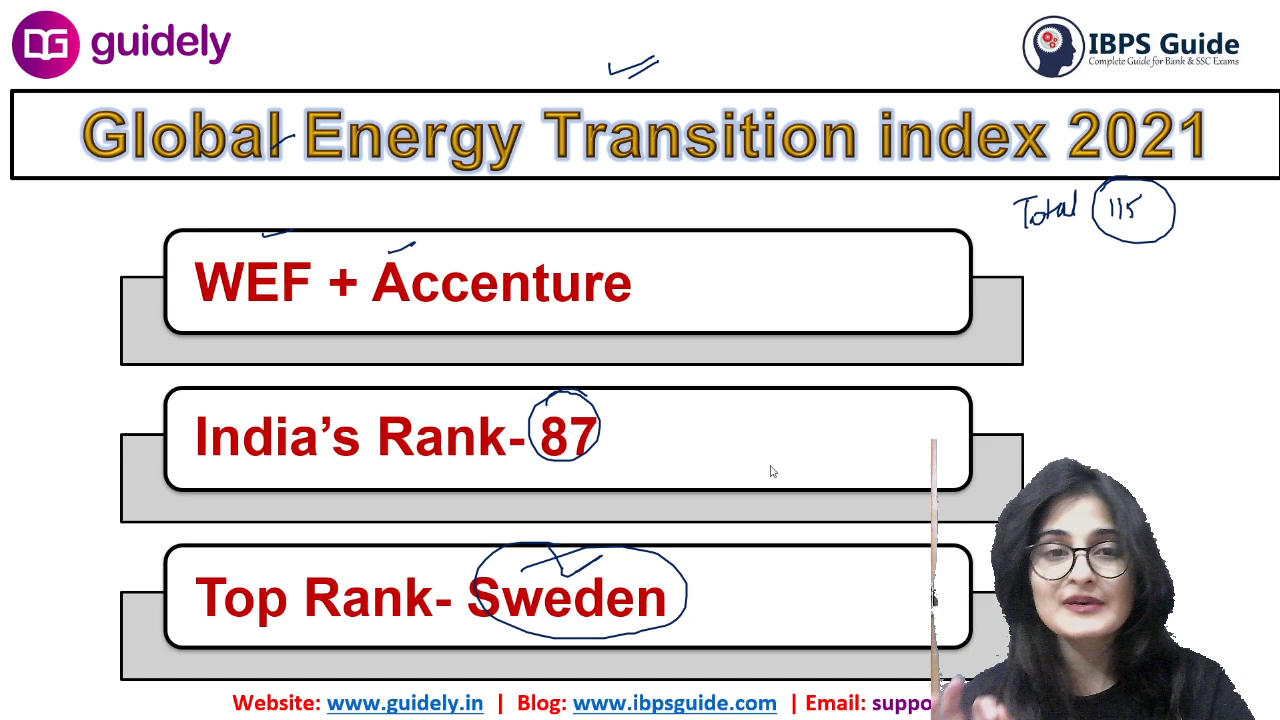 guidely
IBPS Guide
Complete Guide for Bank & SSC Exams
Global Energy Transition index 2021
Total 115
WEF + Accenture
India’s Rank- 87
Top Rank- Sweden
Website: www.guidely.in | Blog: www.ibpsguide.com | Email: suppo